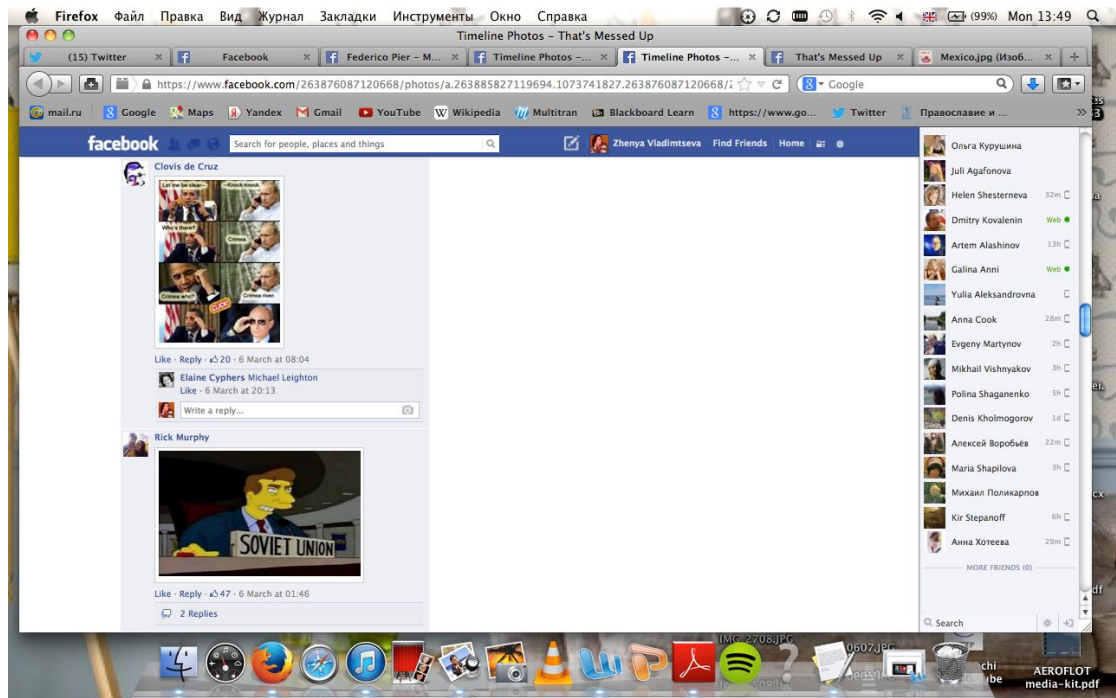 Firefox Файл Правка Вид Журнал Закладки Инструменты Окно Справка (99%) Mon 13:49
Timeline Photos – That's Messed Up
(15) Twitter Facebook Federico Pier – M... Timeline Photos –... Timeline Photos –... That's Messed Up Mexico.jpg (Изоб...
https://www.facebook.com/263876087120668/photos/a.263885827119694.1073741827.263876087120668/ Google
mail.ru Google Maps Yandex Gmail YouTube Wikipedia Multitran Blackboard Learn https://www.go... Twitter Православие и ...
facebook Search for people, places and things Zhenya Vladimtseva Find Friends Home
Clovis de Cruz
Let me be clear– –Knock-knock.
Who's there?
Crimea.
Crimea who?
Crimea river.
CLICK!
Like · Reply · 20 · 6 March at 08:04
Elaine Cyphers Michael Leighton
Like · 6 March at 20:13
Write a reply...
Rick Murphy
SOVIET UNION
Like · Reply · 47 · 6 March at 01:46
2 Replies
Ольга Курушина
Juli Agafonova
Helen Shesterneva 32m
Dmitry Kovalenin Web
Artem Alashinov 13h
Galina Anni Web
Yulia Aleksandrovna
Anna Cook 28m
Evgeny Martynov 2h
Mikhail Vishnyakov 3h
Polina Shaganenko 5h
Denis Kholmogorov 1d
Алексей Воробьёв 22m
Maria Shapilova 3h
Михаил Поликарпов
Kir Stepanoff 6h
Анна Хотеева 29m
MORE FRIENDS (0)
Search
IMG_2708.JPG
0607.JPG
AEROFLOT
media-kit.pdf